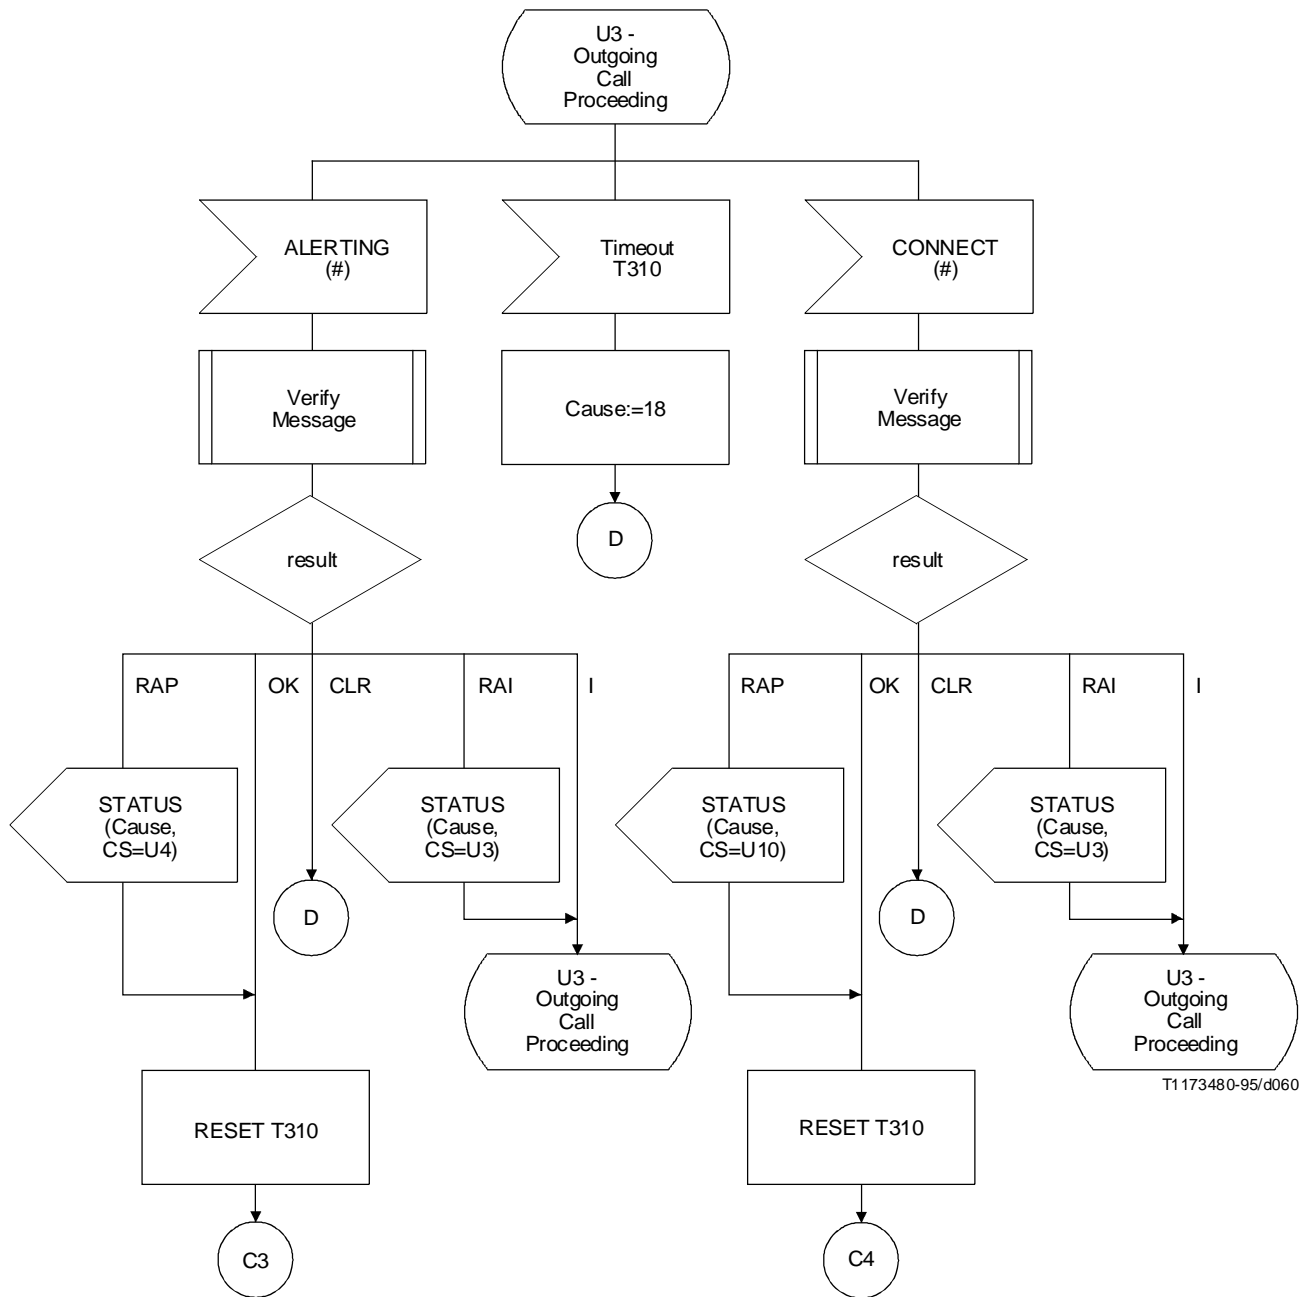 U3 -
Outgoing
Call
Proceeding
ALERTING
(#)
Timeout
T310
CONNECT
(#)
Verify
Message
Cause:=18
Verify
Message
D
result
result
RAP
OK
CLR
RAI
I
RAP
OK
CLR
RAI
I
STATUS
(Cause,
CS=U4)
STATUS
(Cause,
CS=U3)
STATUS
(Cause,
CS=U10)
STATUS
(Cause,
CS=U3)
D
D
U3 -
Outgoing
Call
Proceeding
U3 -
Outgoing
Call
Proceeding
T1173480-95/d060
RESET T310
RESET T310
C3
C4